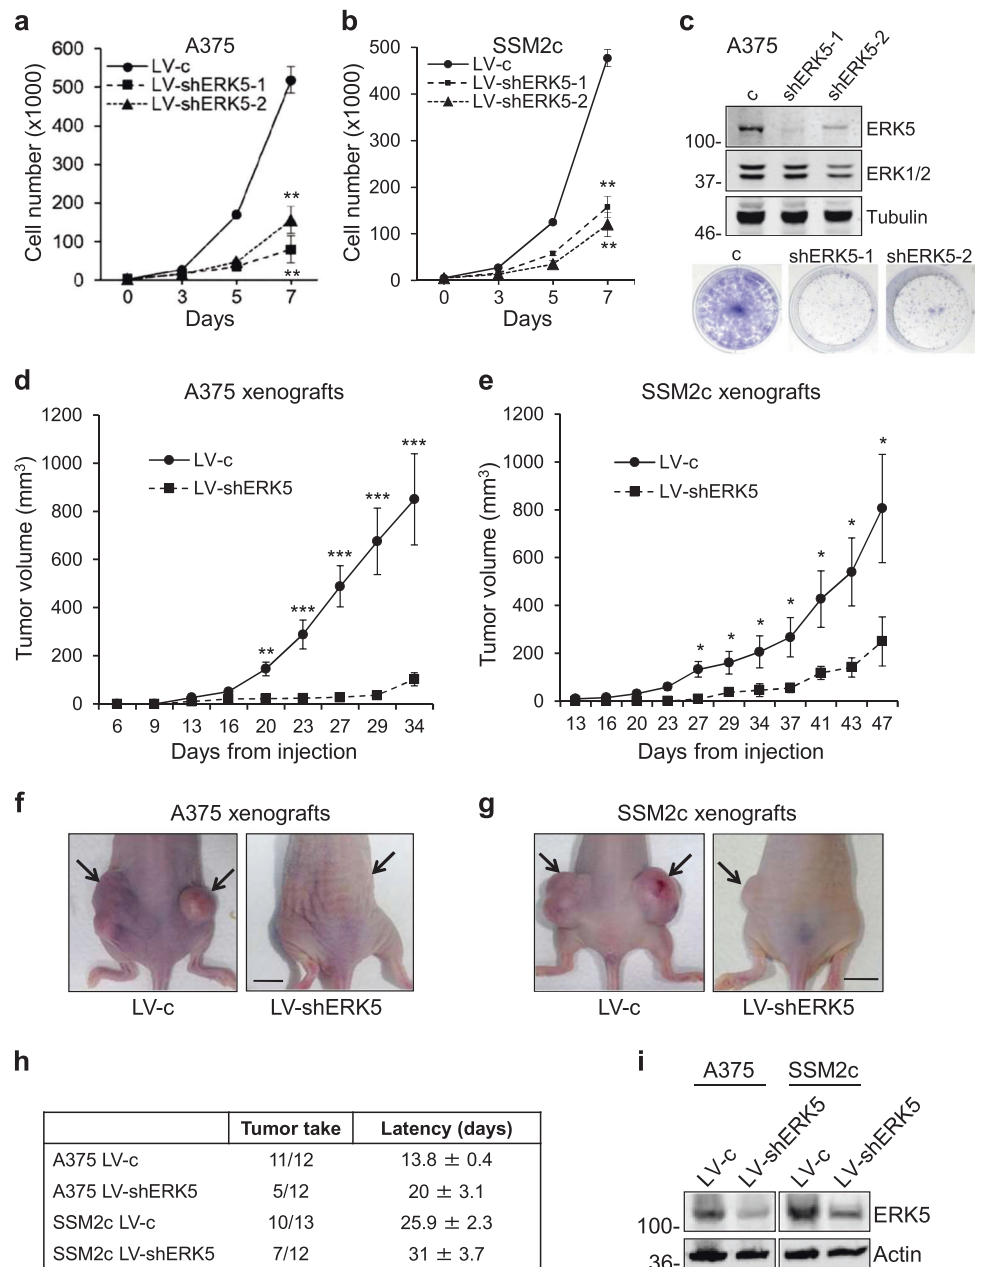 a
A375
600
500
400
300
200
100
0
LV-c
LV-shERK5-1
LV-shERK5-2
**
**
Cell number (x1000)
0 3 5 7
Days
b
SSM2c
500
400
300
200
100
0
LV-c
LV-shERK5-1
LV-shERK5-2
**
**
Cell number (x1000)
0 3 5 7
Days
c
A375
c shERK5-1 shERK5-2
100- ERK5
37- ERK1/2
46- Tubulin
c shERK5-1 shERK5-2
d
A375 xenografts
1200
1000
800
600
400
200
0
LV-c
LV-shERK5
** *** *** *** ***
Tumor volume (mm3)
6 9 13 16 20 23 27 29 34
Days from injection
e
SSM2c xenografts
1200
1000
800
600
400
200
0
LV-c
LV-shERK5
* * * * * * *
Tumor volume (mm3)
13 16 20 23 27 29 34 37 41 43 47
Days from injection
f
A375 xenografts
LV-c LV-shERK5
g
SSM2c xenografts
LV-c LV-shERK5
h
Tumor take Latency (days)
A375 LV-c 11/12 13.8 ± 0.4
A375 LV-shERK5 5/12 20 ± 3.1
SSM2c LV-c 10/13 25.9 ± 2.3
SSM2c LV-shERK5 7/12 31 ± 3.7
i
A375 SSM2c
LV-c LV-shERK5 LV-c LV-shERK5
100- ERK5
36- Actin